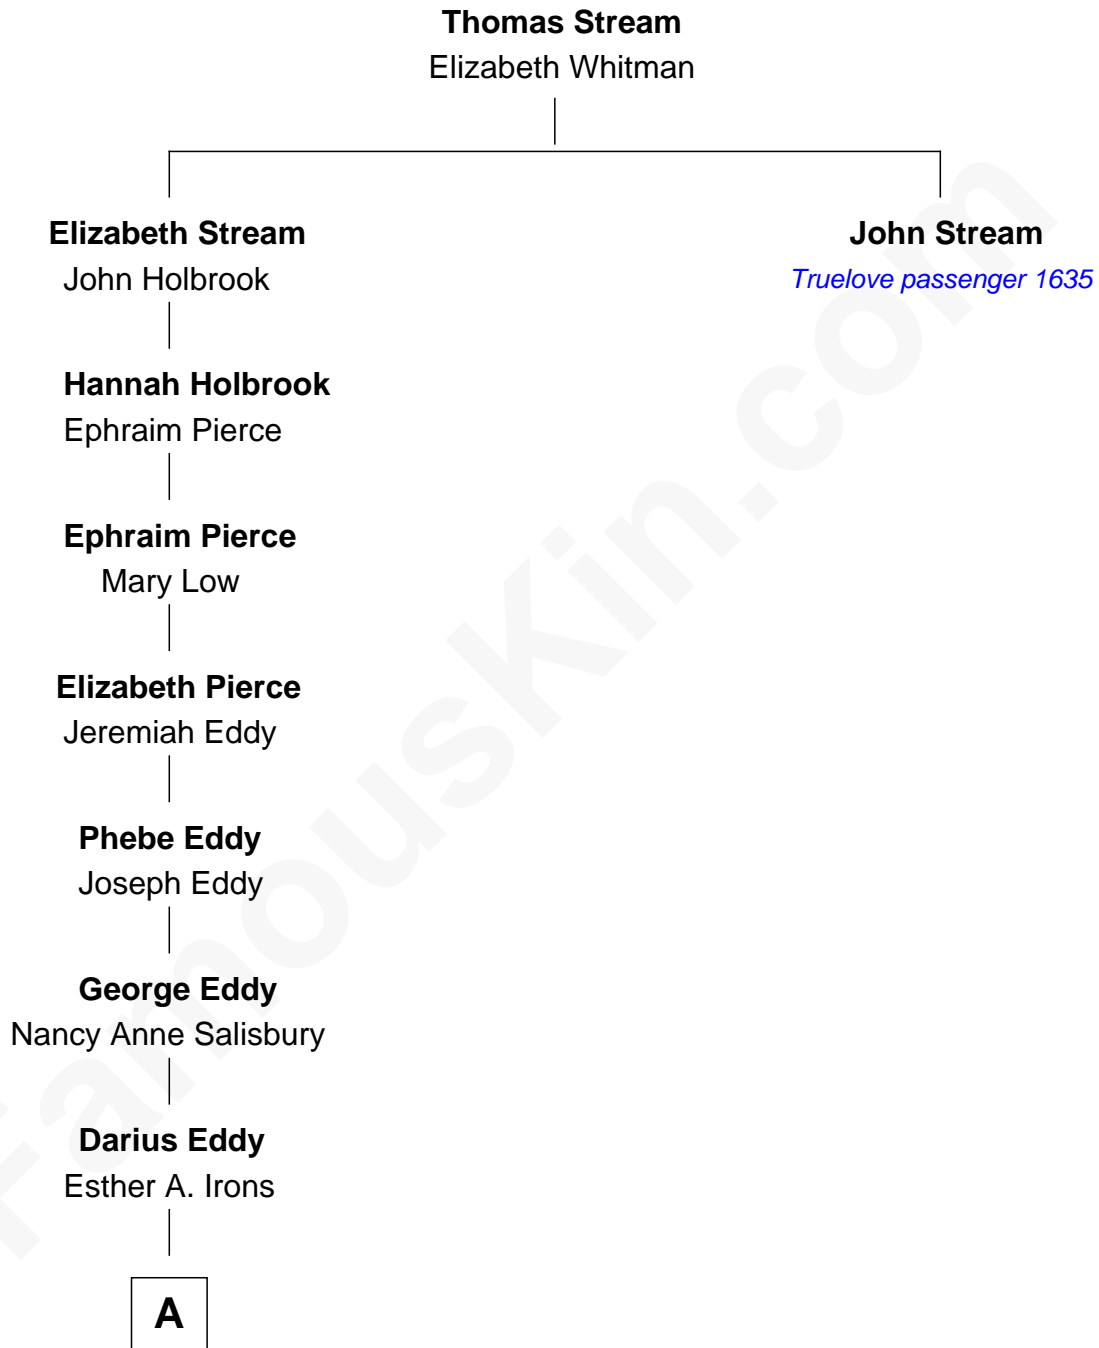 Thomas Stream
Elizabeth Whitman
Elizabeth Stream
John Holbrook
John Stream
Truelove passenger 1635
Hannah Holbrook
Ephraim Pierce
Ephraim Pierce
Mary Low
Elizabeth Pierce
Jeremiah Eddy
Phebe Eddy
Joseph Eddy
George Eddy
Nancy Anne Salisbury
Darius Eddy
Esther A. Irons
A
FamousKin.com